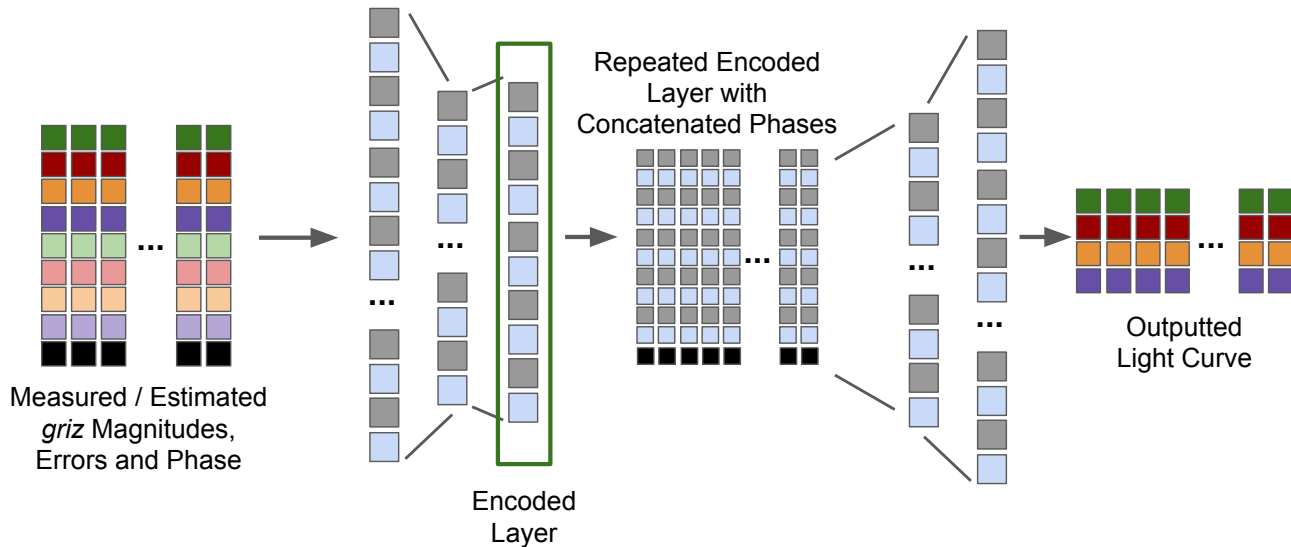 Measured / Estimated
griz Magnitudes,
Errors and Phase
...
...
...
Encoded
Layer
Repeated Encoded
Layer with
Concatenated Phases
...
...
...
...
Outputted
Light Curve